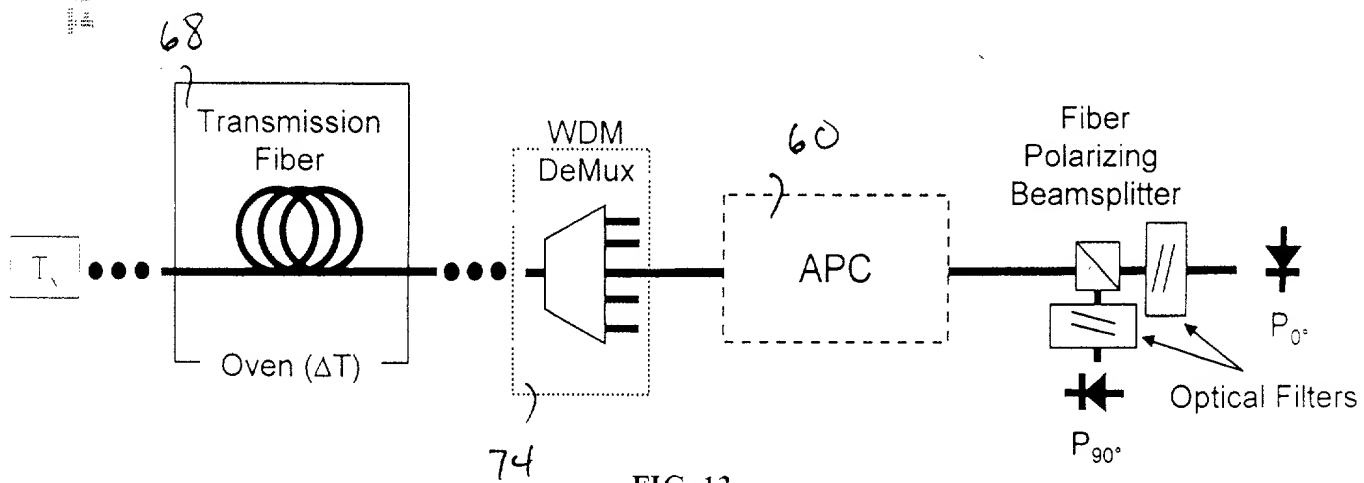 68
Transmission
Fiber
Oven (ΔT)
WDM
DeMux
74
60
APC
Fiber
Polarizing
Beamsplitter
P0°
Optical Filters
P90°